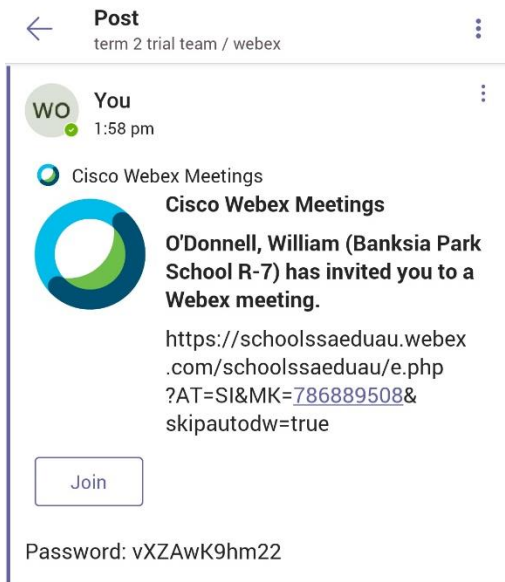 Post
term 2 trial team / webex
WO
You
1:58 pm
Cisco Webex Meetings
Cisco Webex Meetings
O'Donnell, William (Banksia Park
School R-7) has invited you to a
Webex meeting.
https://schoolssaeduau.webex
.com/schoolssaeduau/e.php
?AT=SI&MK=786889508&
skipautodw=true
Join
Password: vXZAwK9hm22